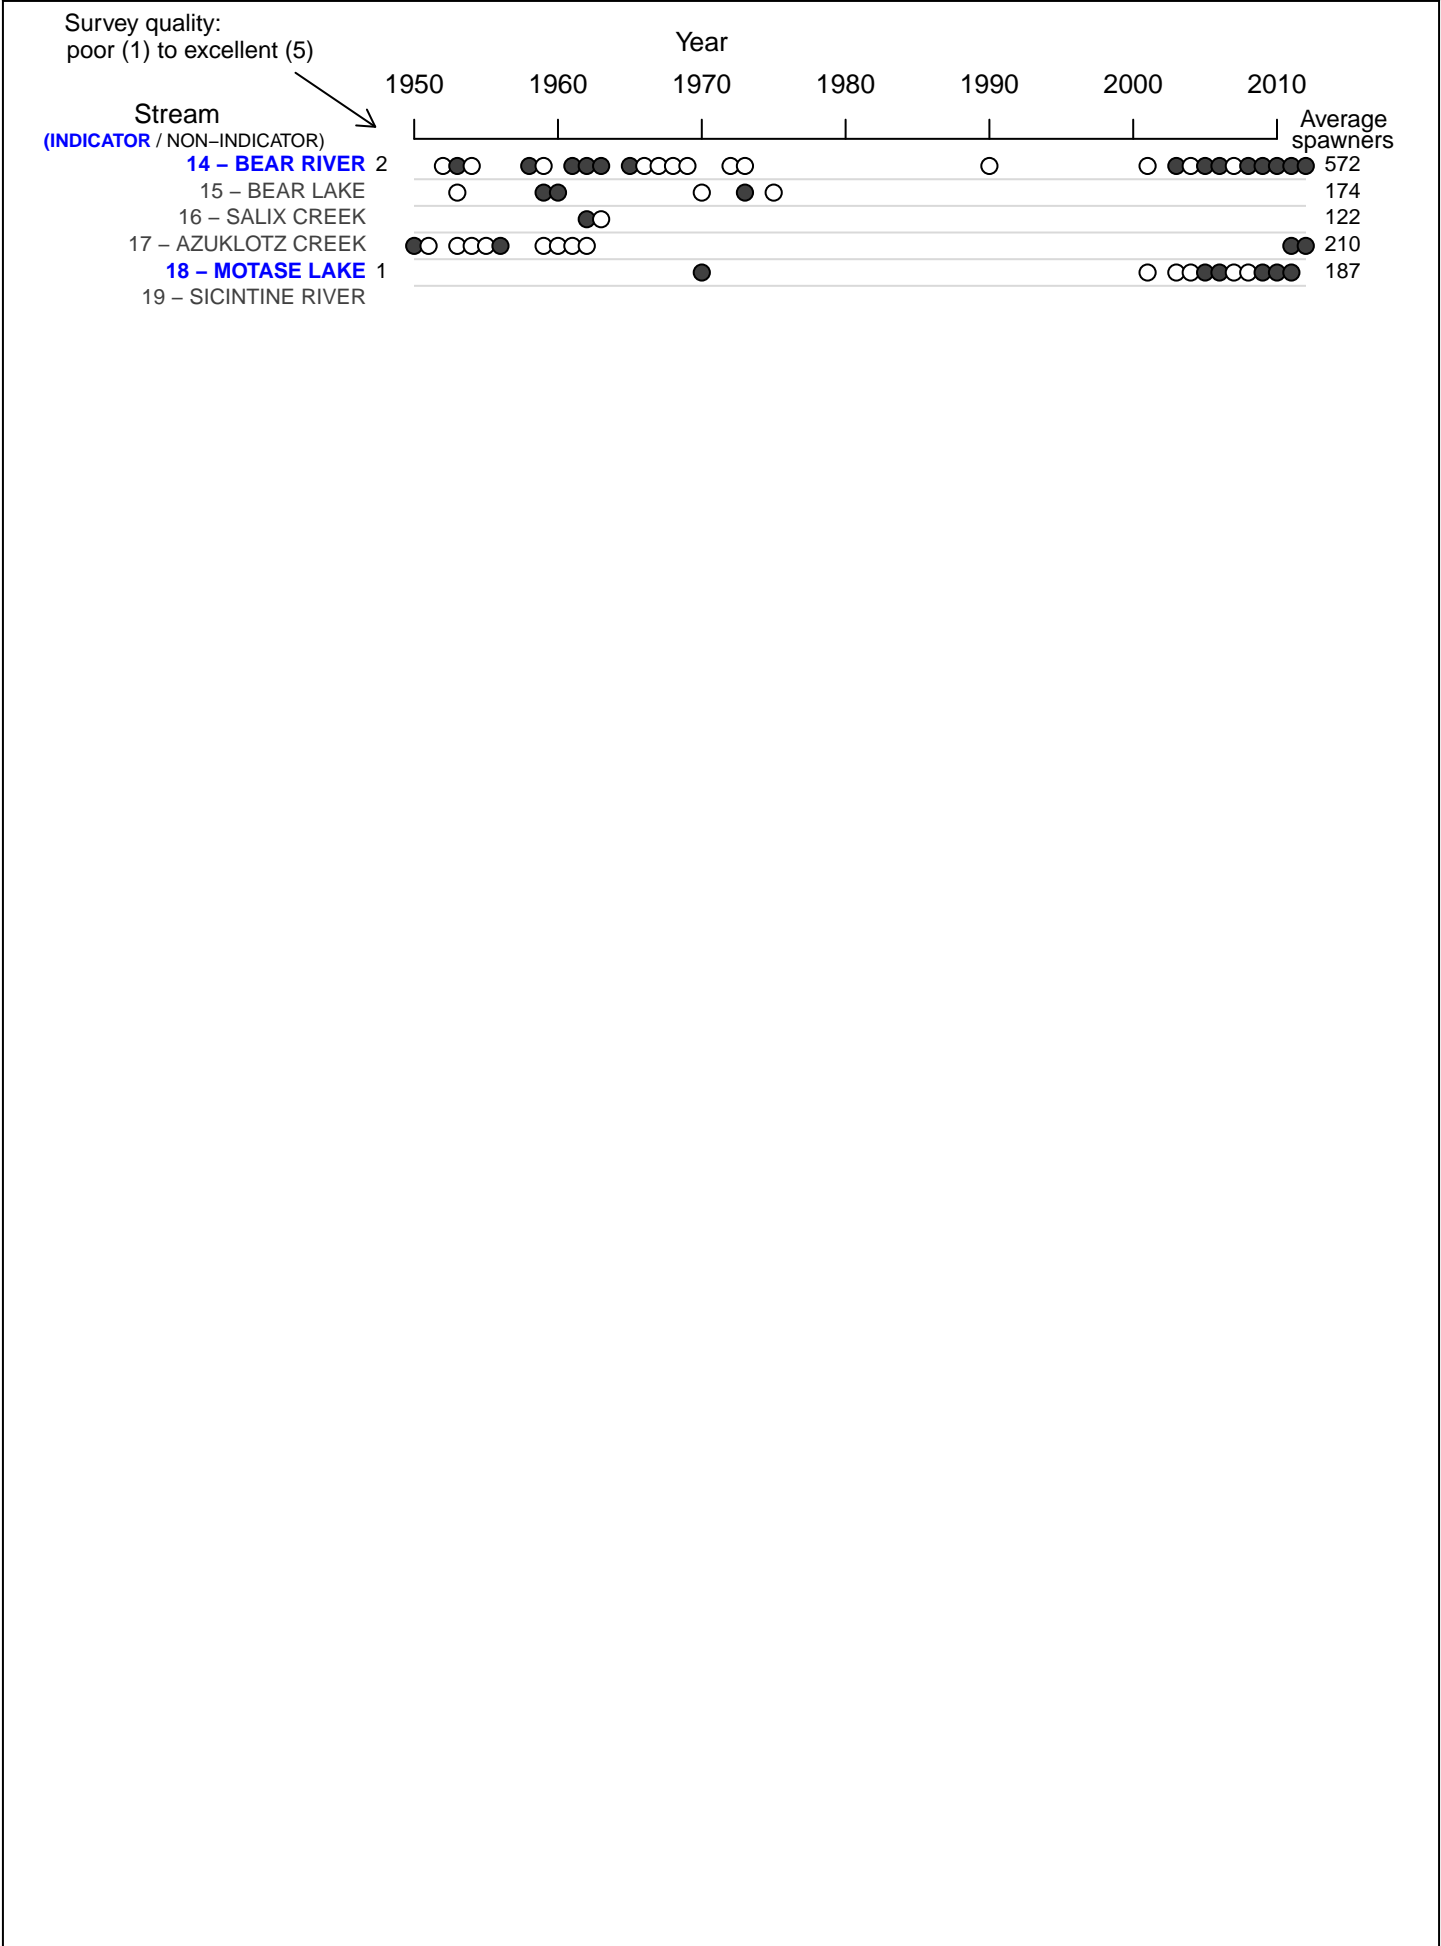 Survey quality:
poor (1) to excellent (5)
Year
1950 1960 1970 1980 1990 2000 2010
Stream
(INDICATOR / NON−INDICATOR)
Average
spawners
14 − BEAR RIVER 2 572
15 − BEAR LAKE 174
16 − SALIX CREEK 122
17 − AZUKLOTZ CREEK 210
18 − MOTASE LAKE 1 187
19 − SICINTINE RIVER